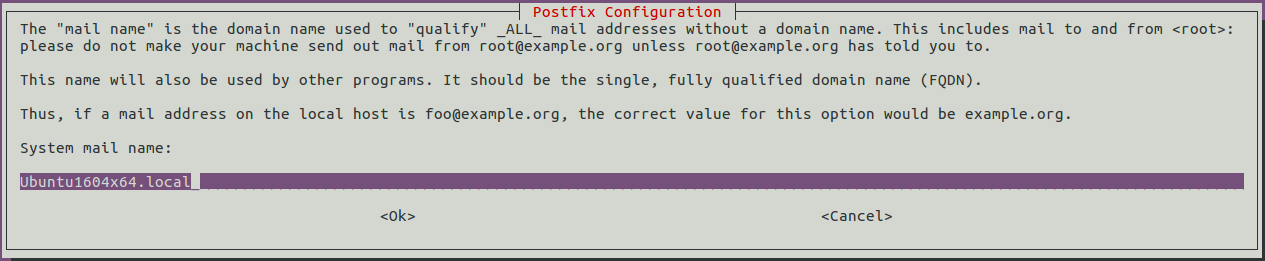 Postfix Configuration
The "mail name" is the domain name used to "qualify" _ALL_ mail addresses without a domain name. This includes mail to and from <root>:
please do not make your machine send out mail from root@example.org unless root@example.org has told you to.
This name will also be used by other programs. It should be the single, fully qualified domain name (FQDN).
Thus, if a mail address on the local host is foo@example.org, the correct value for this option would be example.org.
System mail name:
Ubuntu1604x64.local
<Ok> <Cancel>